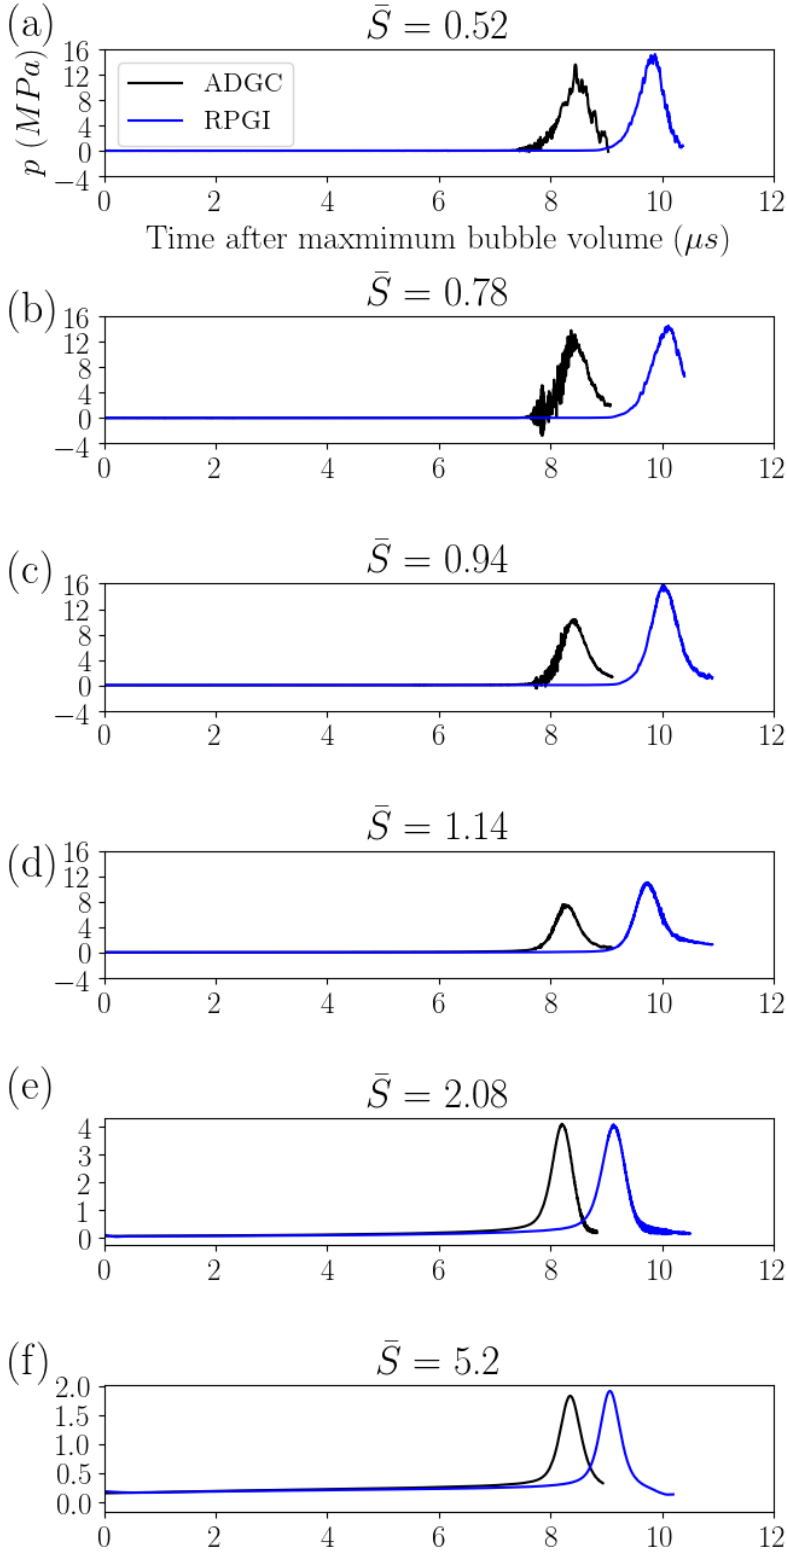 (a) S̄ = 0.52
p (MPa)
16
12
8
4
0
−4
ADGC
RPGI
0 2 4 6 8 10 12
Time after maxmimum bubble volume (μs)
(b) S̄ = 0.78
16
12
8
4
0
−4
0 2 4 6 8 10 12
(c) S̄ = 0.94
16
12
8
4
0
−4
0 2 4 6 8 10 12
(d) S̄ = 1.14
16
12
8
4
0
−4
0 2 4 6 8 10 12
(e) S̄ = 2.08
4
3
2
1
0
0 2 4 6 8 10 12
(f) S̄ = 5.2
2.0
1.5
1.0
0.5
0.0
0 2 4 6 8 10 12